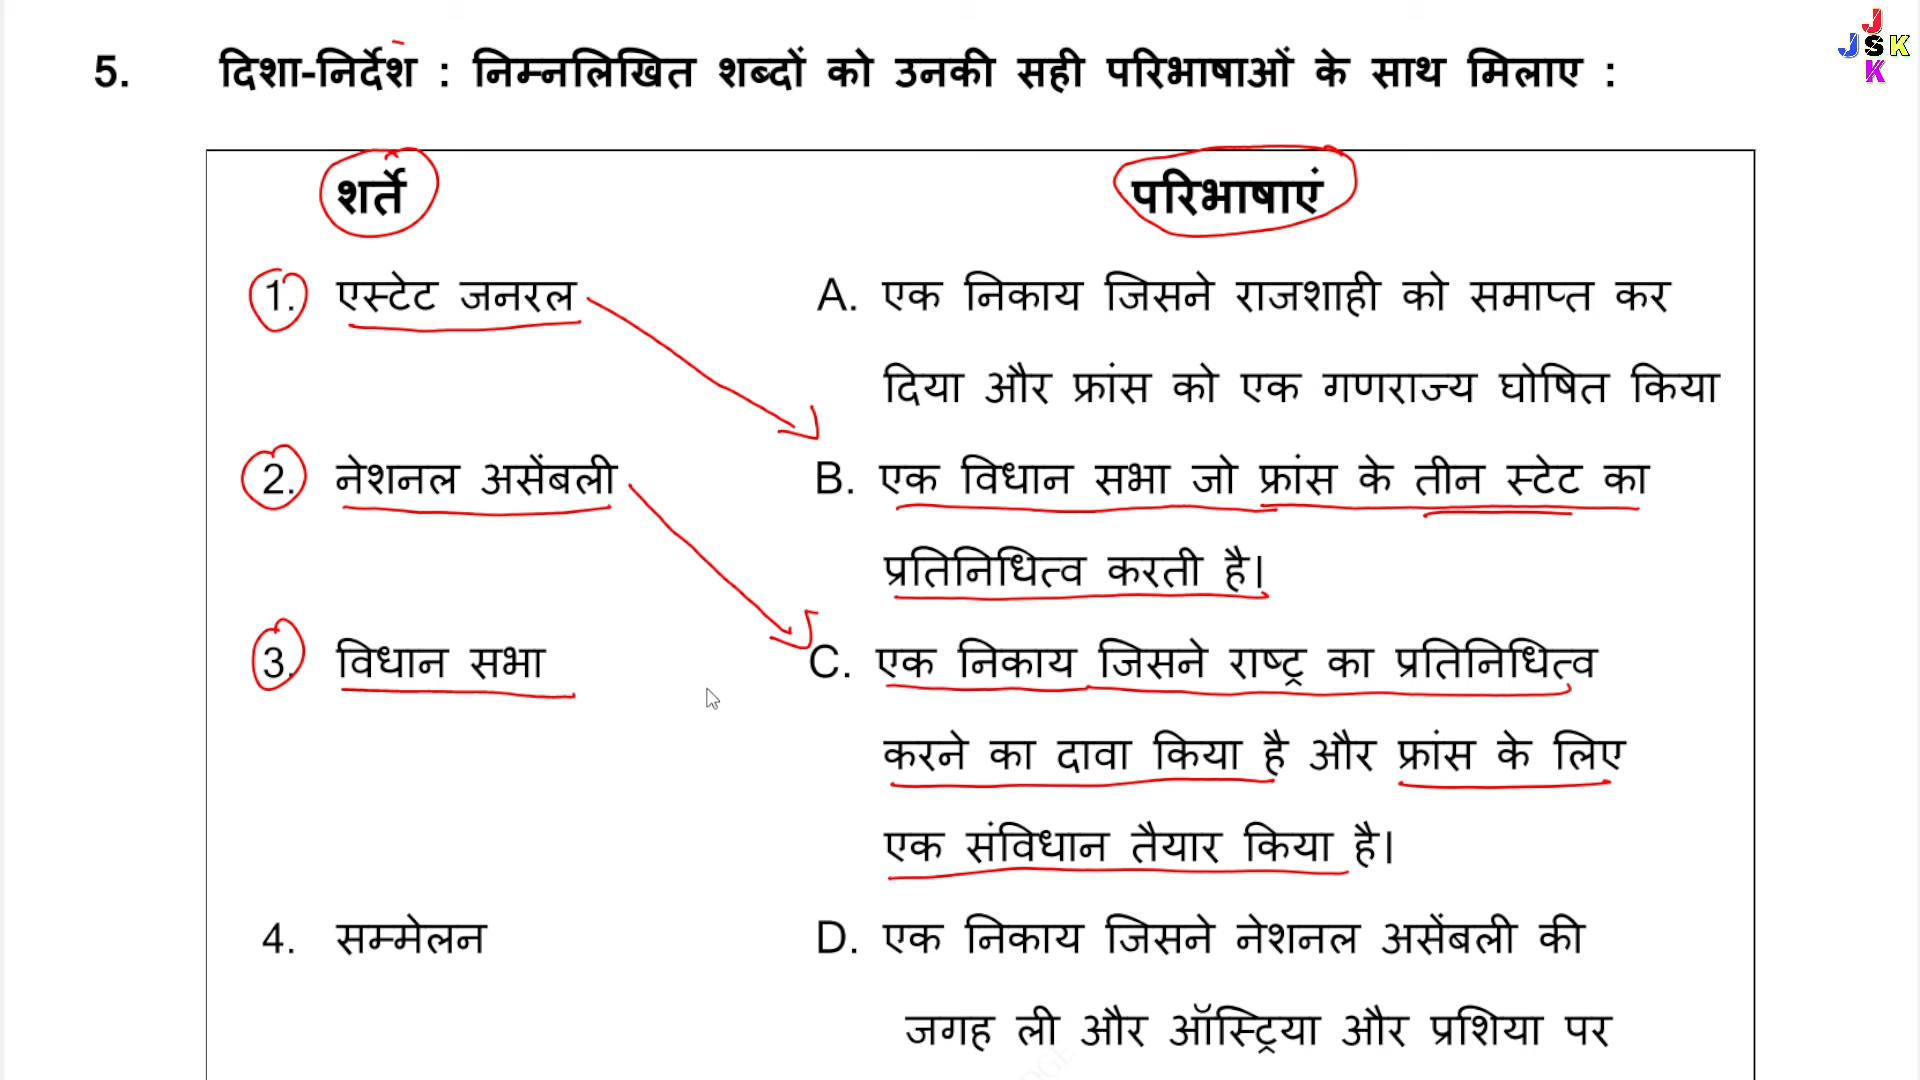 5. दिशा-निर्देश : निम्नलिखित शब्दों को उनकी सही परिभाषाओं के साथ मिलाए :
J
J S K
K
शर्ते परिभाषाएं
1. एस्टेट जनरल A. एक निकाय जिसने राजशाही को समाप्त कर
दिया और फ्रांस को एक गणराज्य घोषित किया
2. नेशनल असेंबली B. एक विधान सभा जो फ्रांस के तीन स्टेट का
प्रतिनिधित्व करती है।
3. विधान सभा C. एक निकाय जिसने राष्ट्र का प्रतिनिधित्व
करने का दावा किया है और फ्रांस के लिए
एक संविधान तैयार किया है।
4. सम्मेलन D. एक निकाय जिसने नेशनल असेंबली की
जगह ली और ऑस्ट्रिया और प्रशिया पर